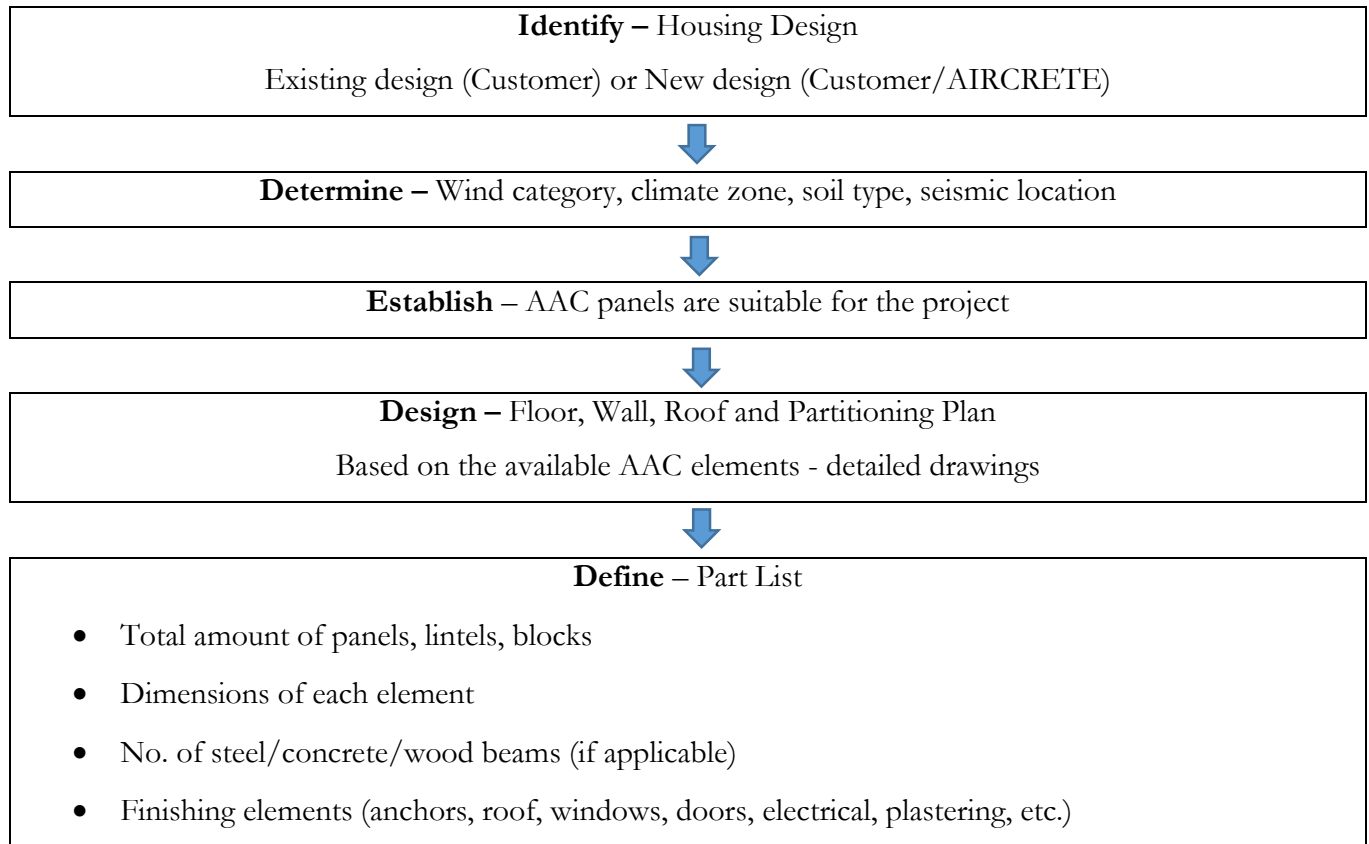 Identify – Housing Design
Existing design (Customer) or New design (Customer/AIRCRETE)
Determine – Wind category, climate zone, soil type, seismic location
Establish – AAC panels are suitable for the project
Design – Floor, Wall, Roof and Partitioning Plan
Based on the available AAC elements - detailed drawings
Define – Part List
• Total amount of panels, lintels, blocks
• Dimensions of each element
• No. of steel/concrete/wood beams (if applicable)
• Finishing elements (anchors, roof, windows, doors, electrical, plastering, etc.)